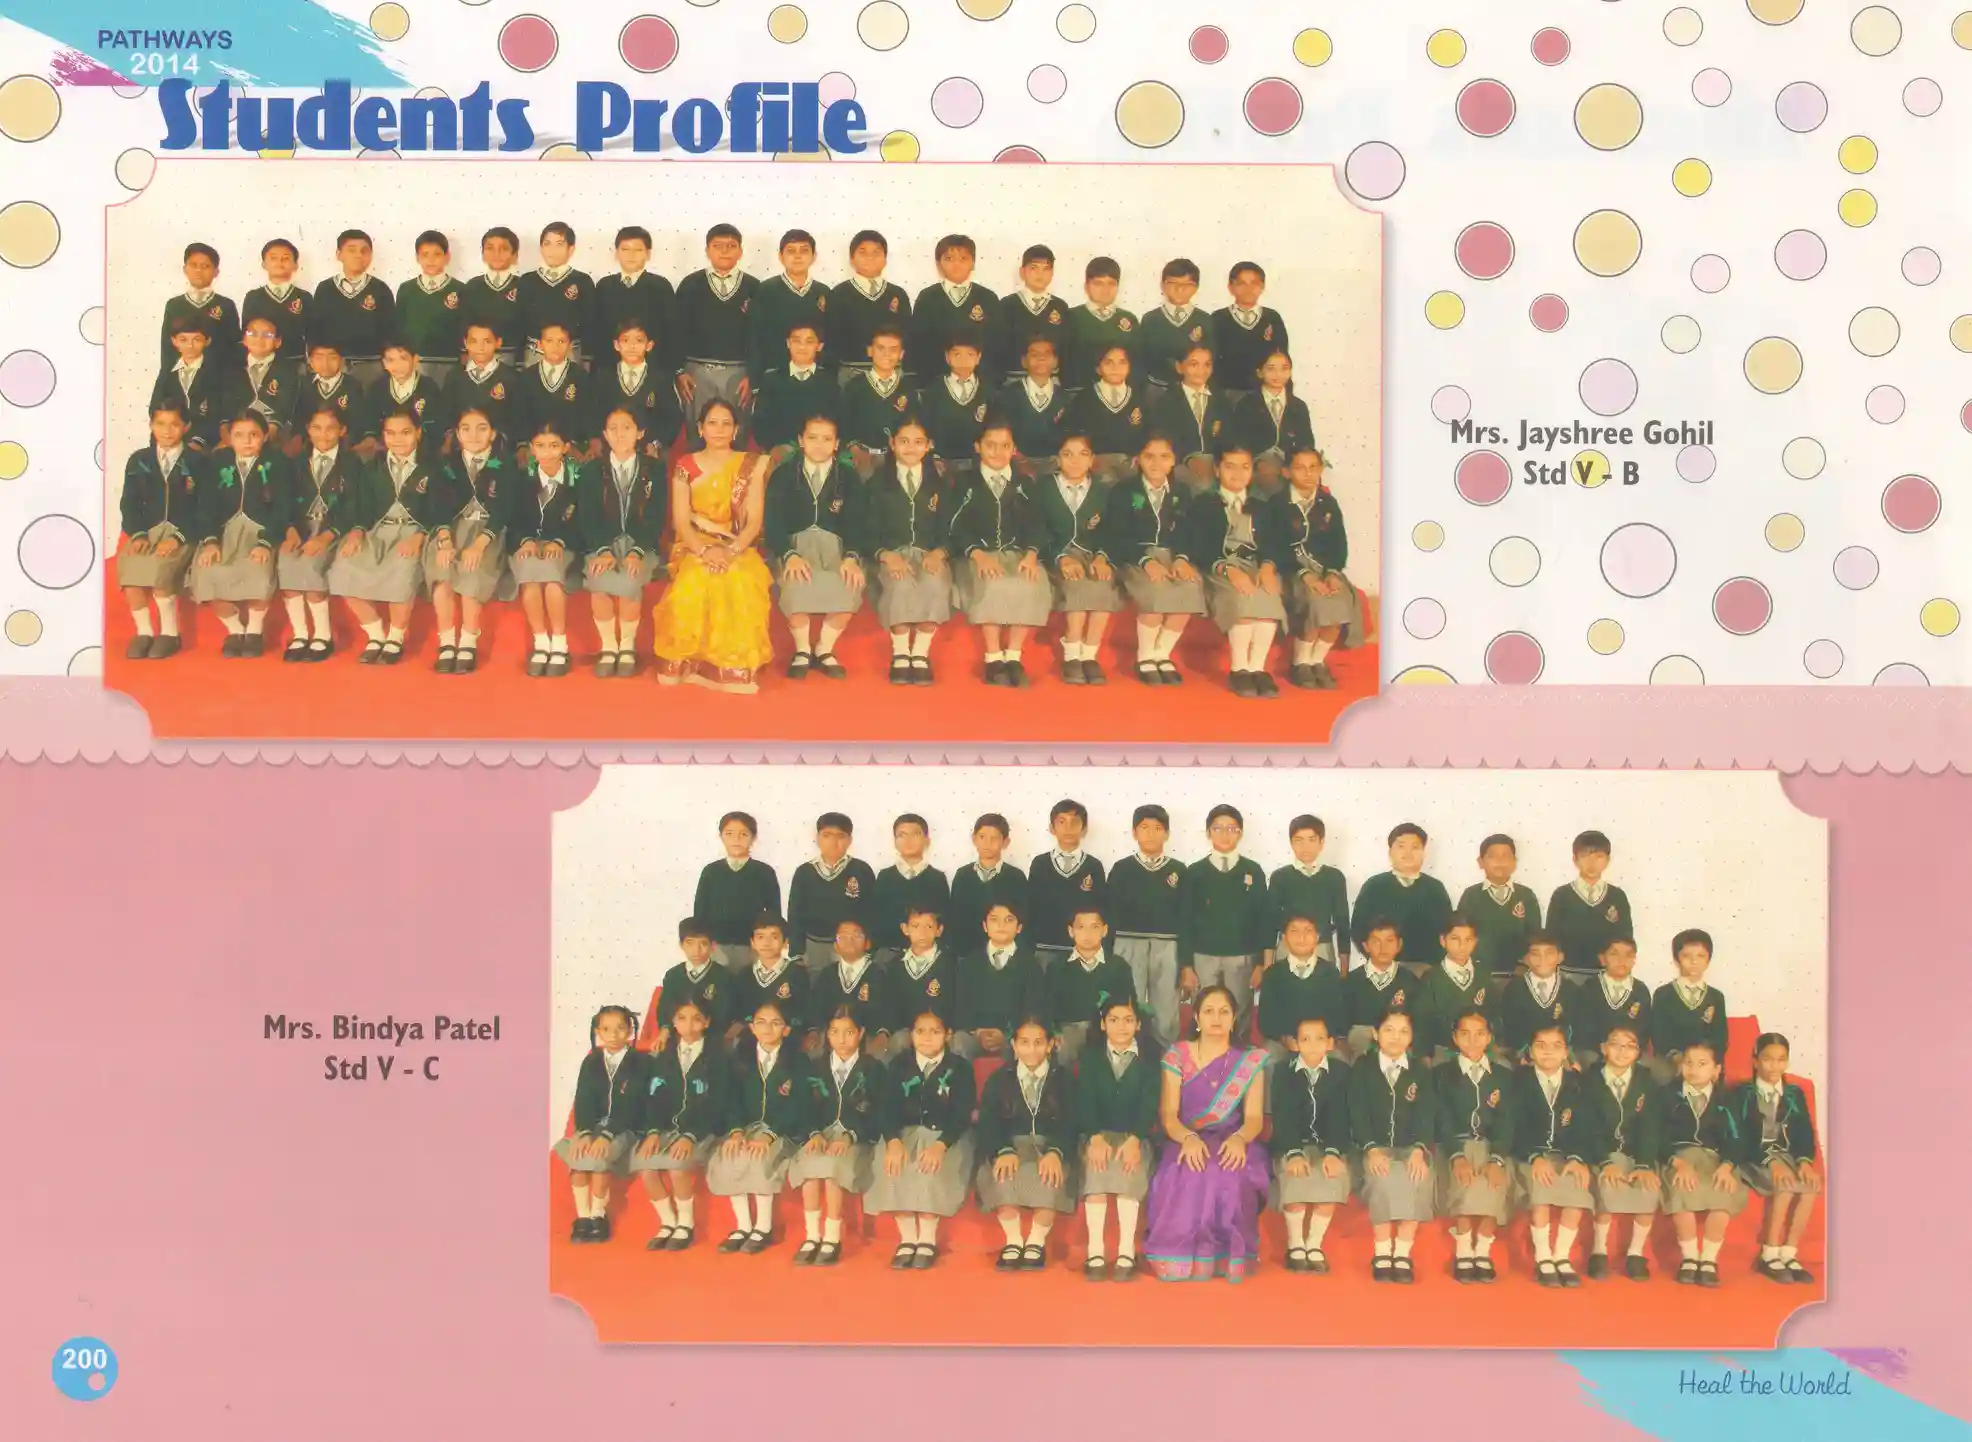 PATHWAYS
2014
Students Profile
Mrs. Jayshree Gohil
Std V - B
Mrs. Bindya Patel
Std V - C
200
Heal the World